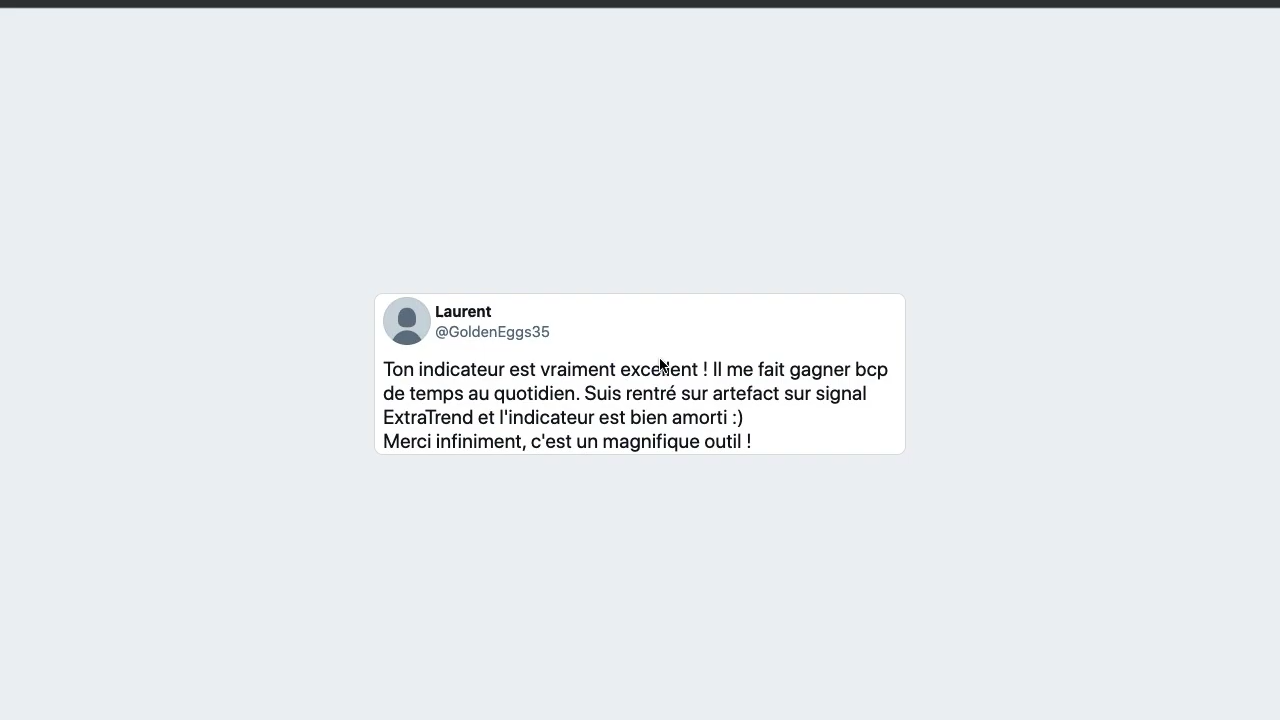 Laurent
@GoldenEggs35
Ton indicateur est vraiment excellent ! Il me fait gagner bcp
de temps au quotidien. Suis rentré sur artefact sur signal
ExtraTrend et l'indicateur est bien amorti :)
Merci infiniment, c'est un magnifique outil !